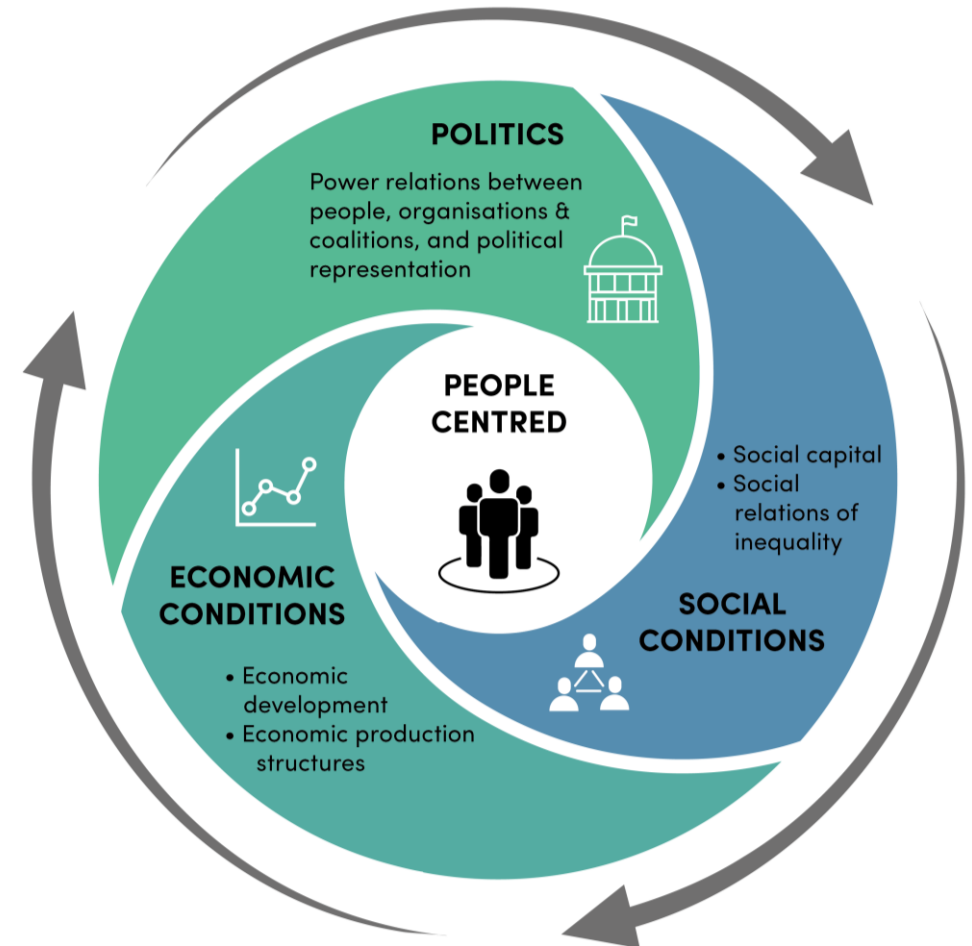 POLITICS
Power relations between
people, organisations &
coalitions, and political
representation
PEOPLE
CENTRED
• Social capital
• Social
relations of
inequality
SOCIAL
CONDITIONS
ECONOMIC
CONDITIONS
• Economic
development
• Economic production
structures